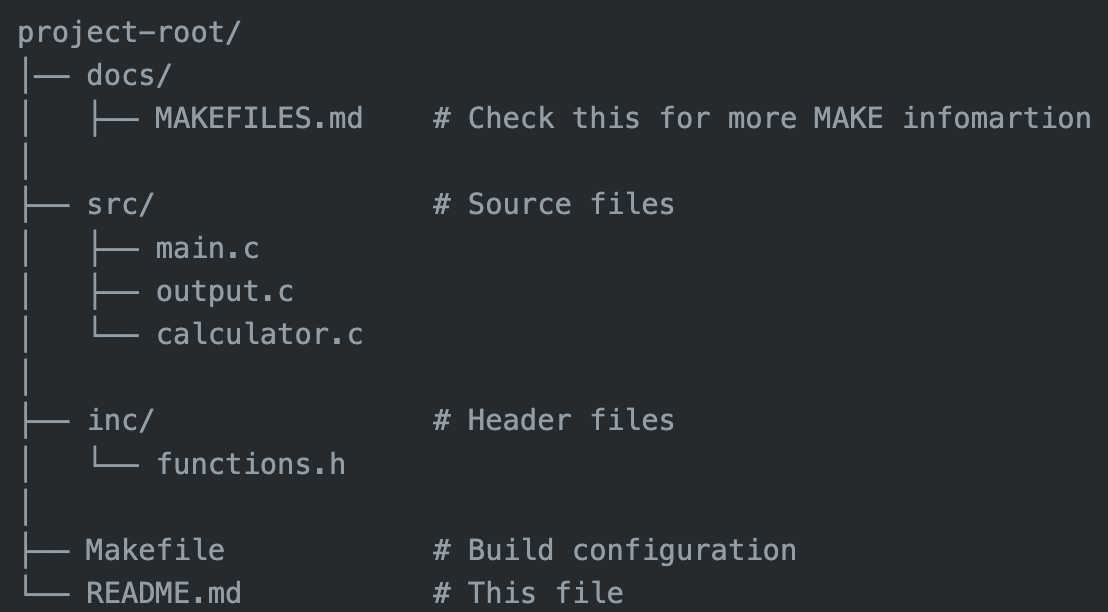 project-root/
├── docs/
│   ├── MAKEFILES.md    # Check this for more MAKE infomartion
│
├── src/                # Source files
│   ├── main.c
│   ├── output.c
│   └── calculator.c
│
├── inc/                # Header files
│   └── functions.h
│
├── Makefile            # Build configuration
└── README.md           # This file